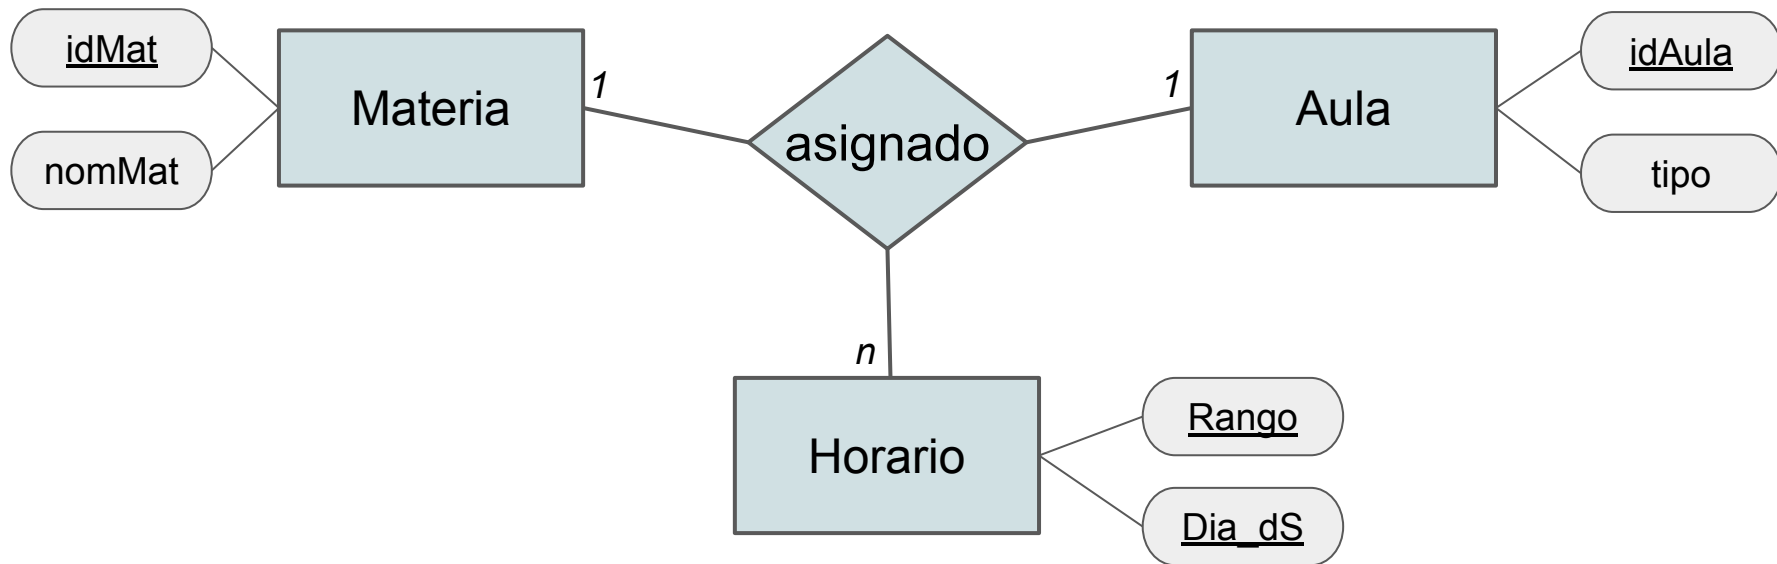 idMat
nomMat
Materia
1
asignado
1
Aula
idAula
tipo
n
Horario
Rango
Dia_dS